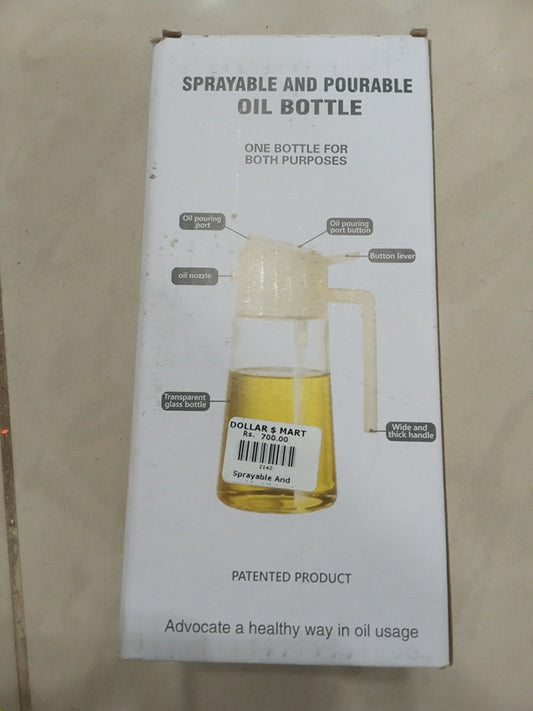 SPRAYABLE AND POURABLE
OIL BOTTLE
ONE BOTTLE FOR
BOTH PURPOSES
Oil pouring
port
Oil pouring
port button
Button lever
oil nozzle
Transparent
glass bottle
Wide and
thick handle
DOLLAR $ MART
Rs. 700.00
2142
Sprayable And
PATENTED PRODUCT
Advocate a healthy way in oil usage